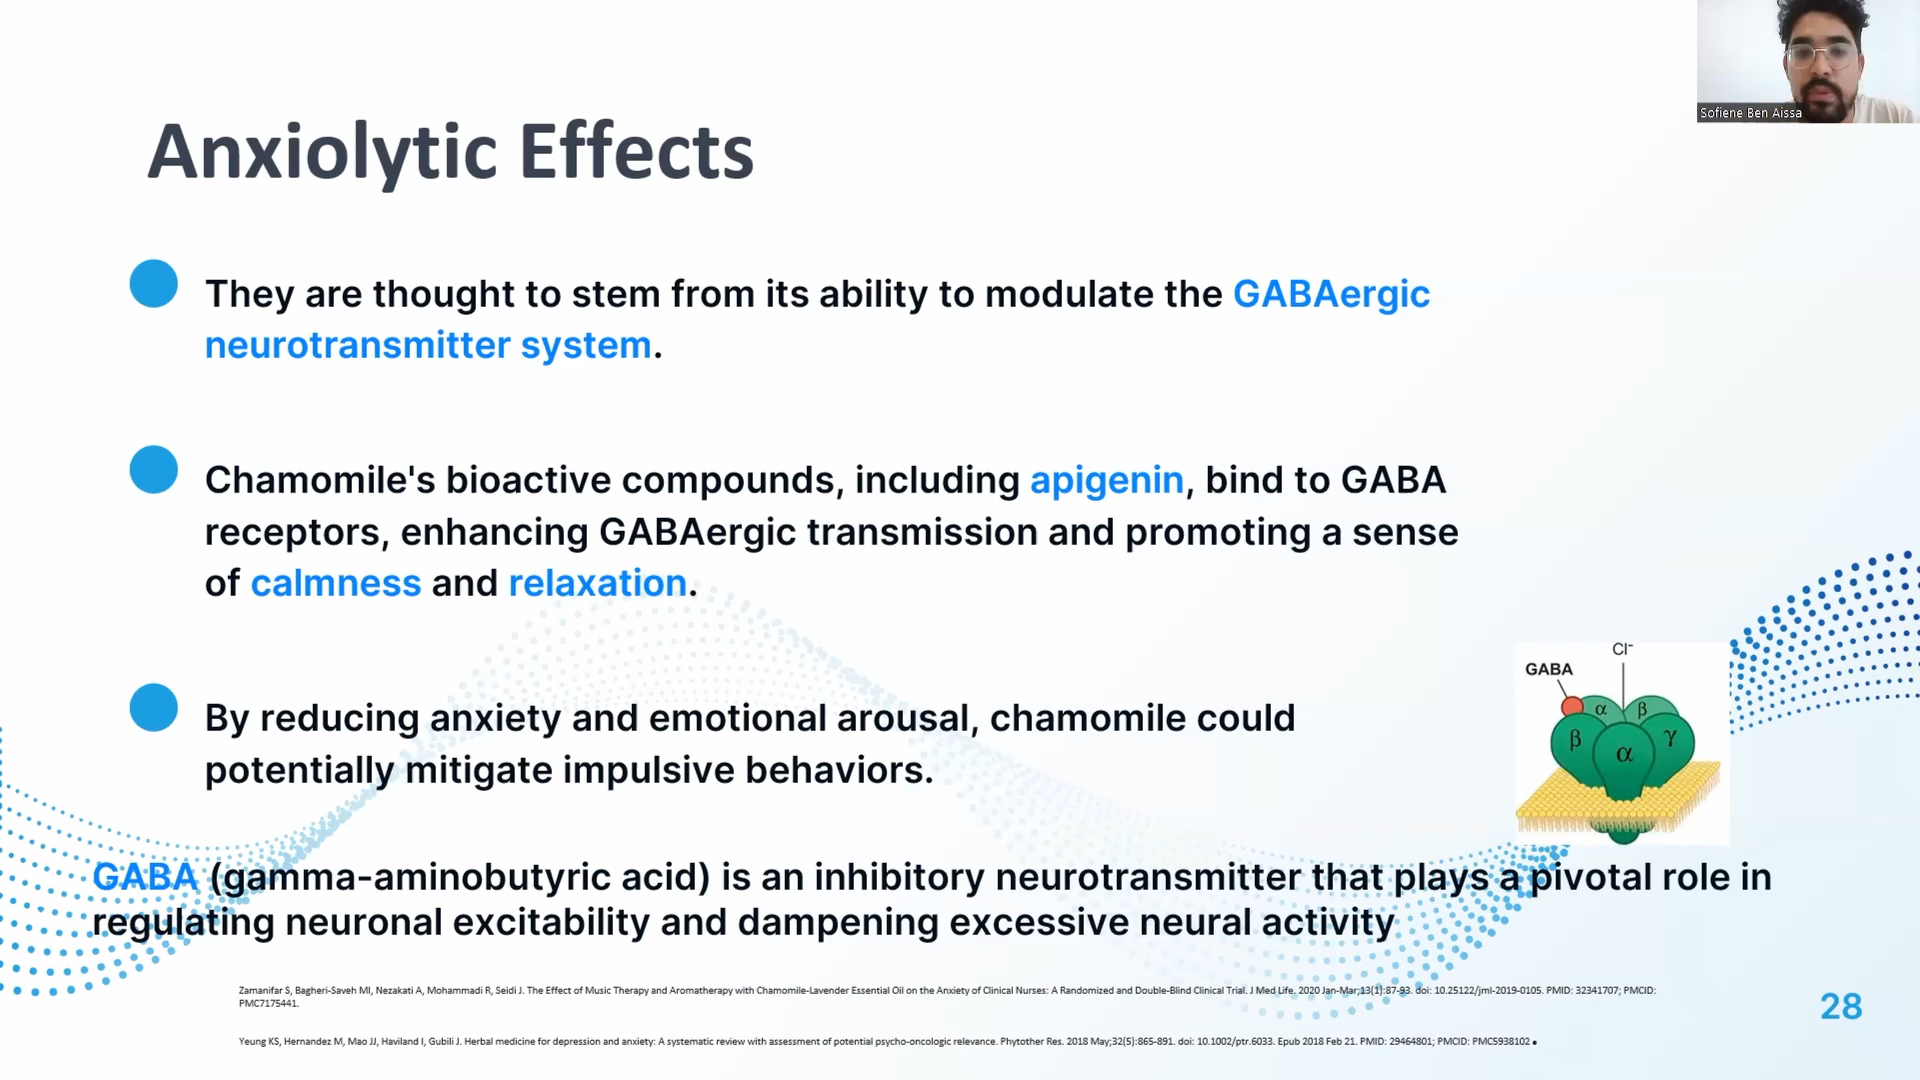 Sofiene Ben Aissa
Anxiolytic Effects
They are thought to stem from its ability to modulate the GABAergic
neurotransmitter system.
Chamomile's bioactive compounds, including apigenin, bind to GABA
receptors, enhancing GABAergic transmission and promoting a sense
of calmness and relaxation.
By reducing anxiety and emotional arousal, chamomile could
potentially mitigate impulsive behaviors.
Cl⁻
GABA
α β
β α γ
GABA (gamma-aminobutyric acid) is an inhibitory neurotransmitter that plays a pivotal role in
regulating neuronal excitability and dampening excessive neural activity
Zamanifar S, Bagheri-Saveh MI, Nezakati A, Mohammadi R, Seidi J. The Effect of Music Therapy and Aromatherapy with Chamomile-Lavender Essential Oil on the Anxiety of Clinical Nurses: A Randomized and Double-Blind Clinical Trial. J Med Life. 2020 Jan-Mar;13(1):87-93. doi: 10.25122/jml-2019-0105. PMID: 32341707; PMCID:
PMC7175441.
28
Yeung KS, Hernandez M, Mao JJ, Haviland I, Gubili J. Herbal medicine for depression and anxiety: A systematic review with assessment of potential psycho-oncologic relevance. Phytother Res. 2018 May;32(5):865-891. doi: 10.1002/ptr.6033. Epub 2018 Feb 21. PMID: 29464801; PMCID: PMC5938102.